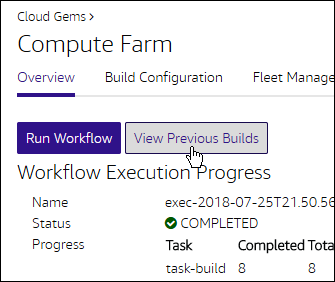 Cloud Gems >
Compute Farm
Overview Build Configuration Fleet Manage
Run Workflow View Previous Builds
Workflow Execution Progress
Name exec-2018-07-25T21.50.56
Status COMPLETED
Progress Task Completed Total
task-build 8 8